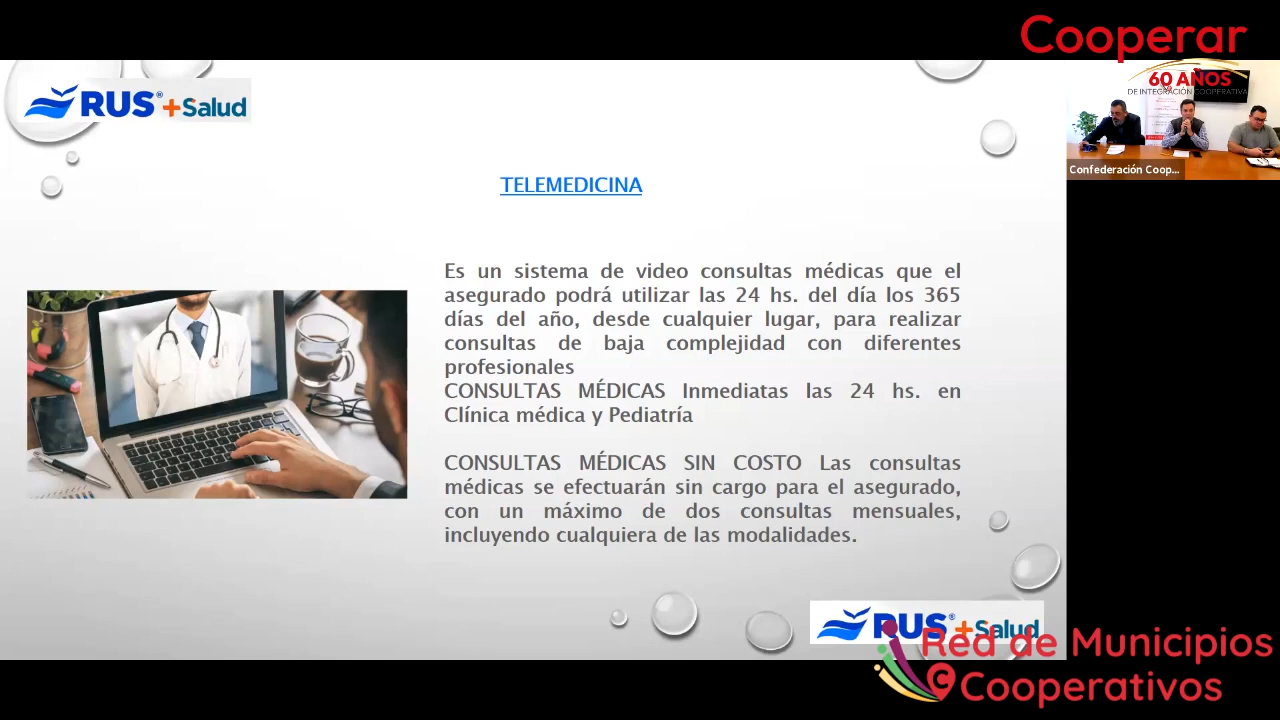 Cooperar
60 AÑOS
DE INTEGRACIÓN COOPERATIVA
RUS® +Salud
Confederación Coop...
TELEMEDICINA
Es un sistema de video consultas médicas que el
asegurado podrá utilizar las 24 hs. del día los 365
días del año, desde cualquier lugar, para realizar
consultas de baja complejidad con diferentes
profesionales
CONSULTAS MÉDICAS Inmediatas las 24 hs. en
Clínica médica y Pediatría
CONSULTAS MÉDICAS SIN COSTO Las consultas
médicas se efectuarán sin cargo para el asegurado,
con un máximo de dos consultas mensuales,
incluyendo cualquiera de las modalidades.
RUS® +Salud
Red de Municipios
Cooperativos